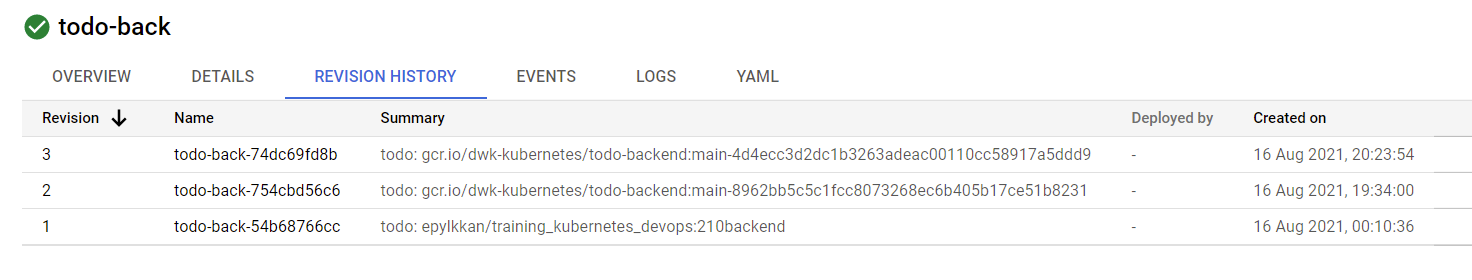 todo-back
OVERVIEW DETAILS REVISION HISTORY EVENTS LOGS YAML
Revision Name Summary Deployed by Created on
3 todo-back-74dc69fd8b todo: gcr.io/dwk-kubernetes/todo-backend:main-4d4ecc3d2dc1b3263adeac00110cc58917a5ddd9 - 16 Aug 2021, 20:23:54
2 todo-back-754cbd56c6 todo: gcr.io/dwk-kubernetes/todo-backend:main-8962bb5c5c1fcc8073268ec6b405b17ce51b8231 - 16 Aug 2021, 19:34:00
1 todo-back-54b68766cc todo: epylkkan/training_kubernetes_devops:210backend - 16 Aug 2021, 00:10:36